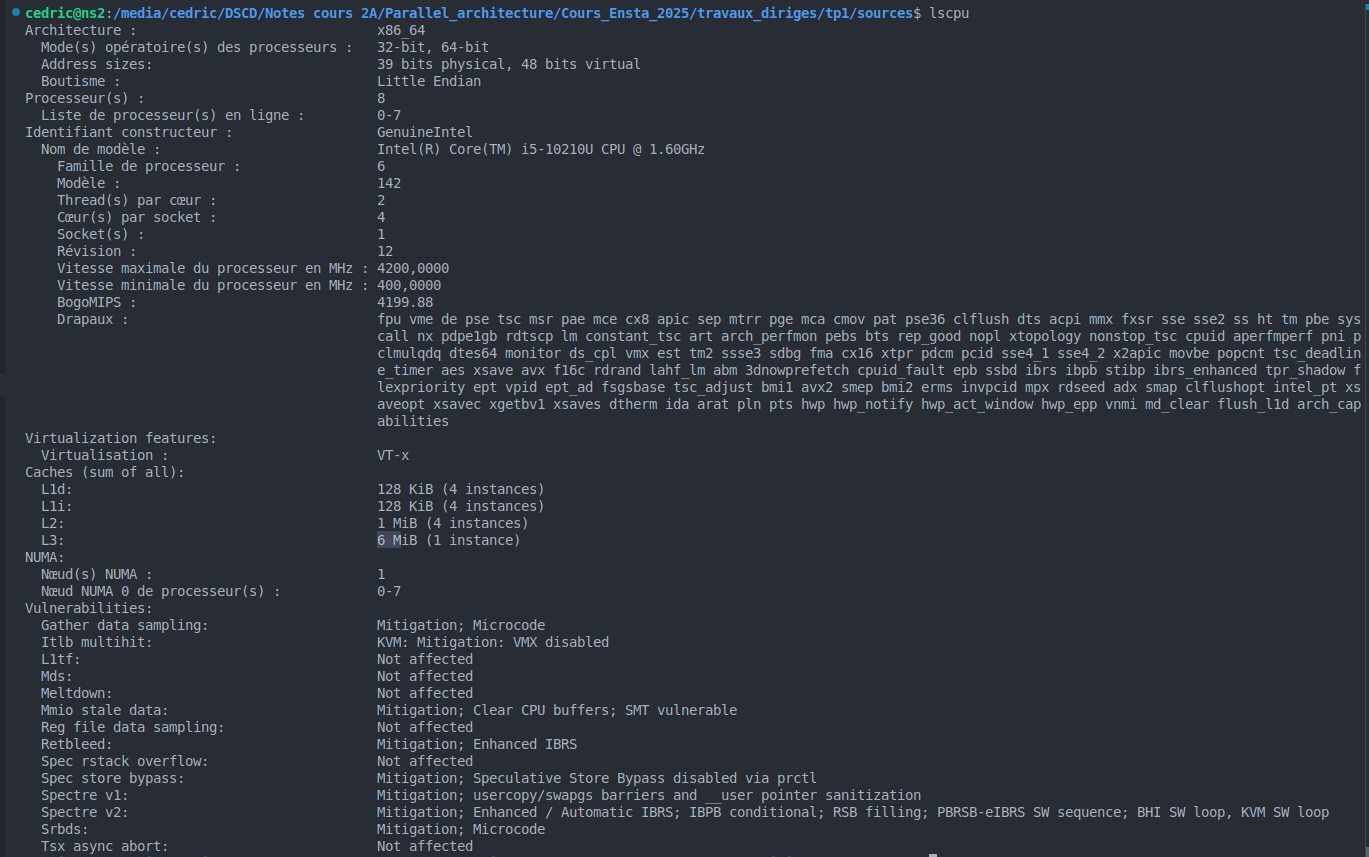 cedric@ns2:/media/cedric/DSCD/Notes cours 2A/Parallel_architecture/Cours_Ensta_2025/travaux_diriges/tp1/sources$ lscpu
Architecture : x86_64
Mode(s) opératoire(s) des processeurs : 32-bit, 64-bit
Address sizes: 39 bits physical, 48 bits virtual
Boutisme : Little Endian
Processeur(s) : 8
Liste de processeur(s) en ligne : 0-7
Identifiant constructeur : GenuineIntel
Nom de modèle : Intel(R) Core(TM) i5-10210U CPU @ 1.60GHz
Famille de processeur : 6
Modèle : 142
Thread(s) par cœur : 2
Cœur(s) par socket : 4
Socket(s) : 1
Révision : 12
Vitesse maximale du processeur en MHz : 4200,0000
Vitesse minimale du processeur en MHz : 400,0000
BogoMIPS : 4199.88
Drapaux : fpu vme de pse tsc msr pae mce cx8 apic sep mtrr pge mca cmov pat pse36 clflush dts acpi mmx fxsr sse sse2 ss ht tm pbe sys
call nx pdpe1gb rdtscp lm constant_tsc art arch_perfmon pebs bts rep_good nopl xtopology nonstop_tsc cpuid aperfmperf pni p
clmulqdq dtes64 monitor ds_cpl vmx est tm2 ssse3 sdbg fma cx16 xtpr pdcm pcid sse4_1 sse4_2 x2apic movbe popcnt tsc_deadlin
e_timer aes xsave avx f16c rdrand lahf_lm abm 3dnowprefetch cpuid_fault epb ssbd ibrs ibpb stibp ibrs_enhanced tpr_shadow f
lexpriority ept vpid ept_ad fsgsbase tsc_adjust bmi1 avx2 smep bmi2 erms invpcid mpx rdseed adx smap clflushopt intel_pt xs
aveopt xsavec xgetbv1 xsaves dtherm ida arat pln pts hwp hwp_notify hwp_act_window hwp_epp vnmi md_clear flush_l1d arch_cap
abilities
Virtualization features:
Virtualisation : VT-x
Caches (sum of all):
L1d: 128 KiB (4 instances)
L1i: 128 KiB (4 instances)
L2: 1 MiB (4 instances)
L3: 6 MiB (1 instance)
NUMA:
Nœud(s) NUMA : 1
Nœud NUMA 0 de processeur(s) : 0-7
Vulnerabilities:
Gather data sampling: Mitigation; Microcode
Itlb multihit: KVM: Mitigation: VMX disabled
L1tf: Not affected
Mds: Not affected
Meltdown: Not affected
Mmio stale data: Mitigation; Clear CPU buffers; SMT vulnerable
Reg file data sampling: Not affected
Retbleed: Mitigation; Enhanced IBRS
Spec rstack overflow: Not affected
Spec store bypass: Mitigation; Speculative Store Bypass disabled via prctl
Spectre v1: Mitigation; usercopy/swapgs barriers and __user pointer sanitization
Spectre v2: Mitigation; Enhanced / Automatic IBRS; IBPB conditional; RSB filling; PBRSB-eIBRS SW sequence; BHI SW loop, KVM SW loop
Srbds: Mitigation; Microcode
Tsx async abort: Not affected